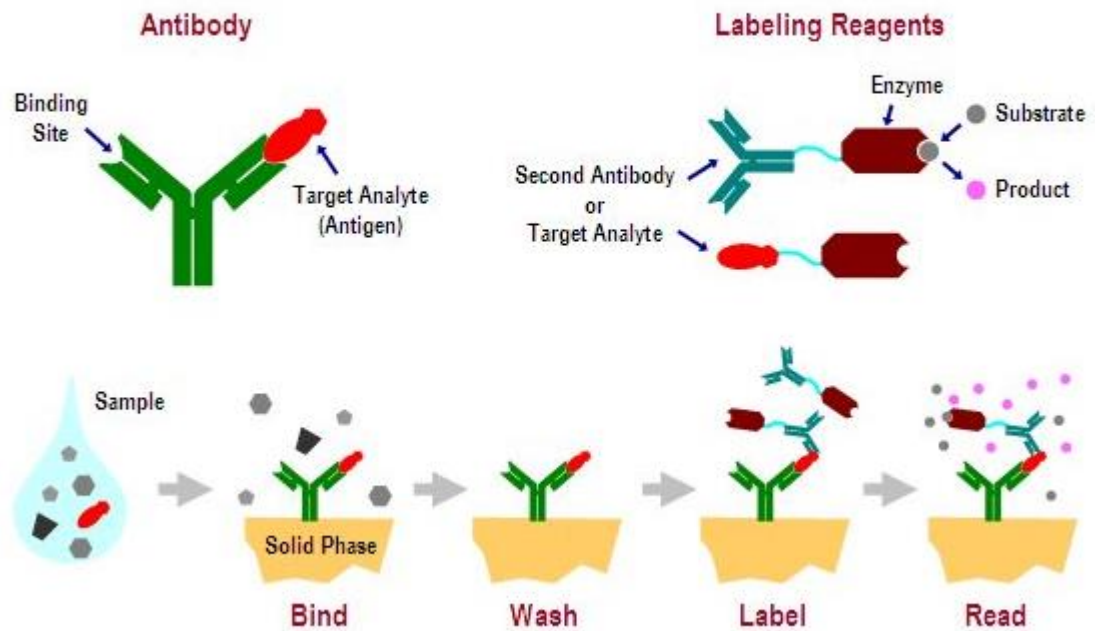 Antibody
Labeling Reagents
Binding
Site
Target Analyte
(Antigen)
Enzyme
Substrate
Product
Second Antibody
or
Target Analyte
Sample
Solid Phase
Bind
Wash
Label
Read